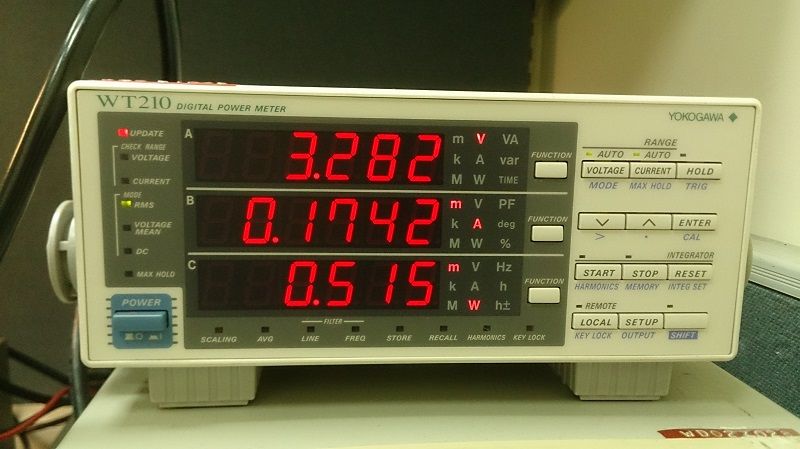 WT210 DIGITAL POWER METER
YOKOGAWA
UPDATE
CHECK RANGE
VOLTAGE
CURRENT
MODE
RMS
VOLTAGE MEAN
DC
MAX HOLD
POWER
A 3.282 m V VA
k A var
M W TIME
FUNCTION
B 0.1742 m V PF
k A deg
M W %
FUNCTION
C 0.515 m V Hz
k A h
M W h±
FUNCTION
FILTER
SCALING AVG LINE FREQ STORE RECALL HARMONICS KEY LOCK
RANGE
AUTO AUTO
VOLTAGE CURRENT HOLD
MODE MAX HOLD TRIG
ENTER
CAL
INTEGRATOR
START STOP RESET
HARMONICS MEMORY INTEG SET
REMOTE
LOCAL SETUP
KEY LOCK OUTPUT SHIFT